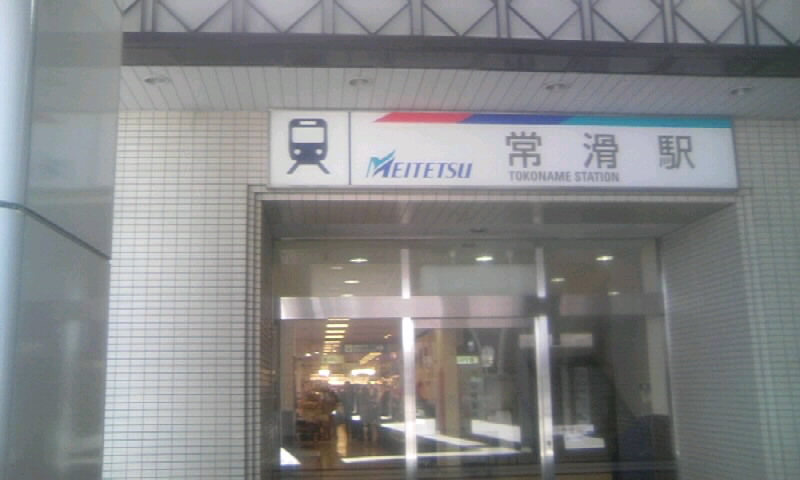 MEITETSU 常滑駅
TOKONAME STATION